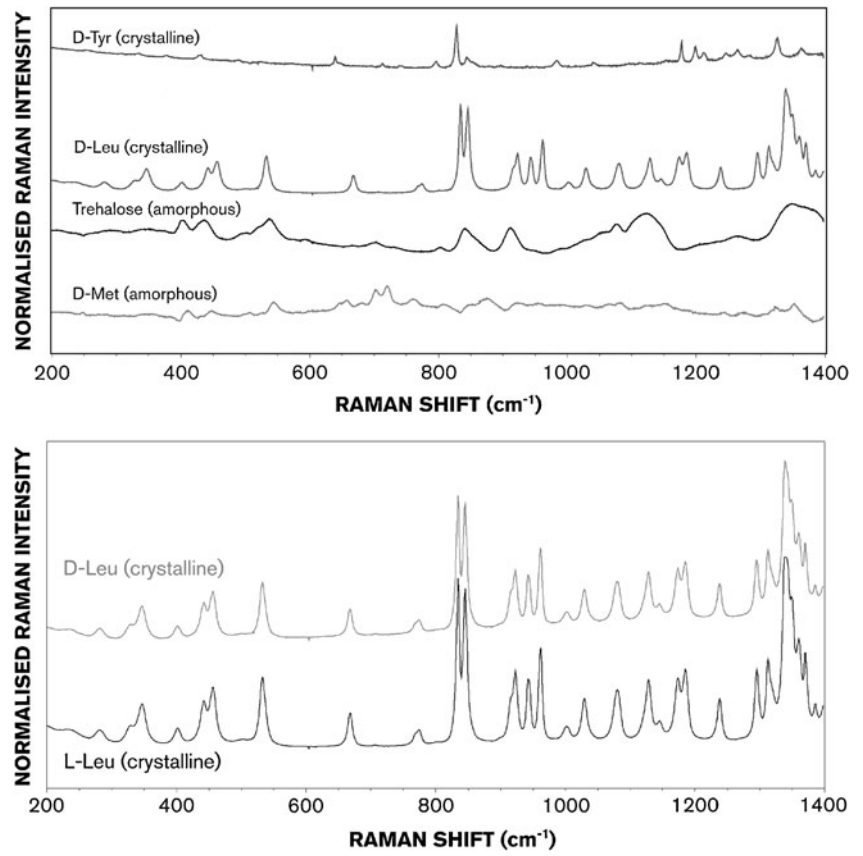 NORMALISED RAMAN INTENSITY
D-Tyr (crystalline)
D-Leu (crystalline)
Trehalose (amorphous)
D-Met (amorphous)
200 400 600 800 1000 1200 1400
RAMAN SHIFT (cm⁻¹)
NORMALISED RAMAN INTENSITY
D-Leu (crystalline)
L-Leu (crystalline)
200 400 600 800 1000 1200 1400
RAMAN SHIFT (cm⁻¹)